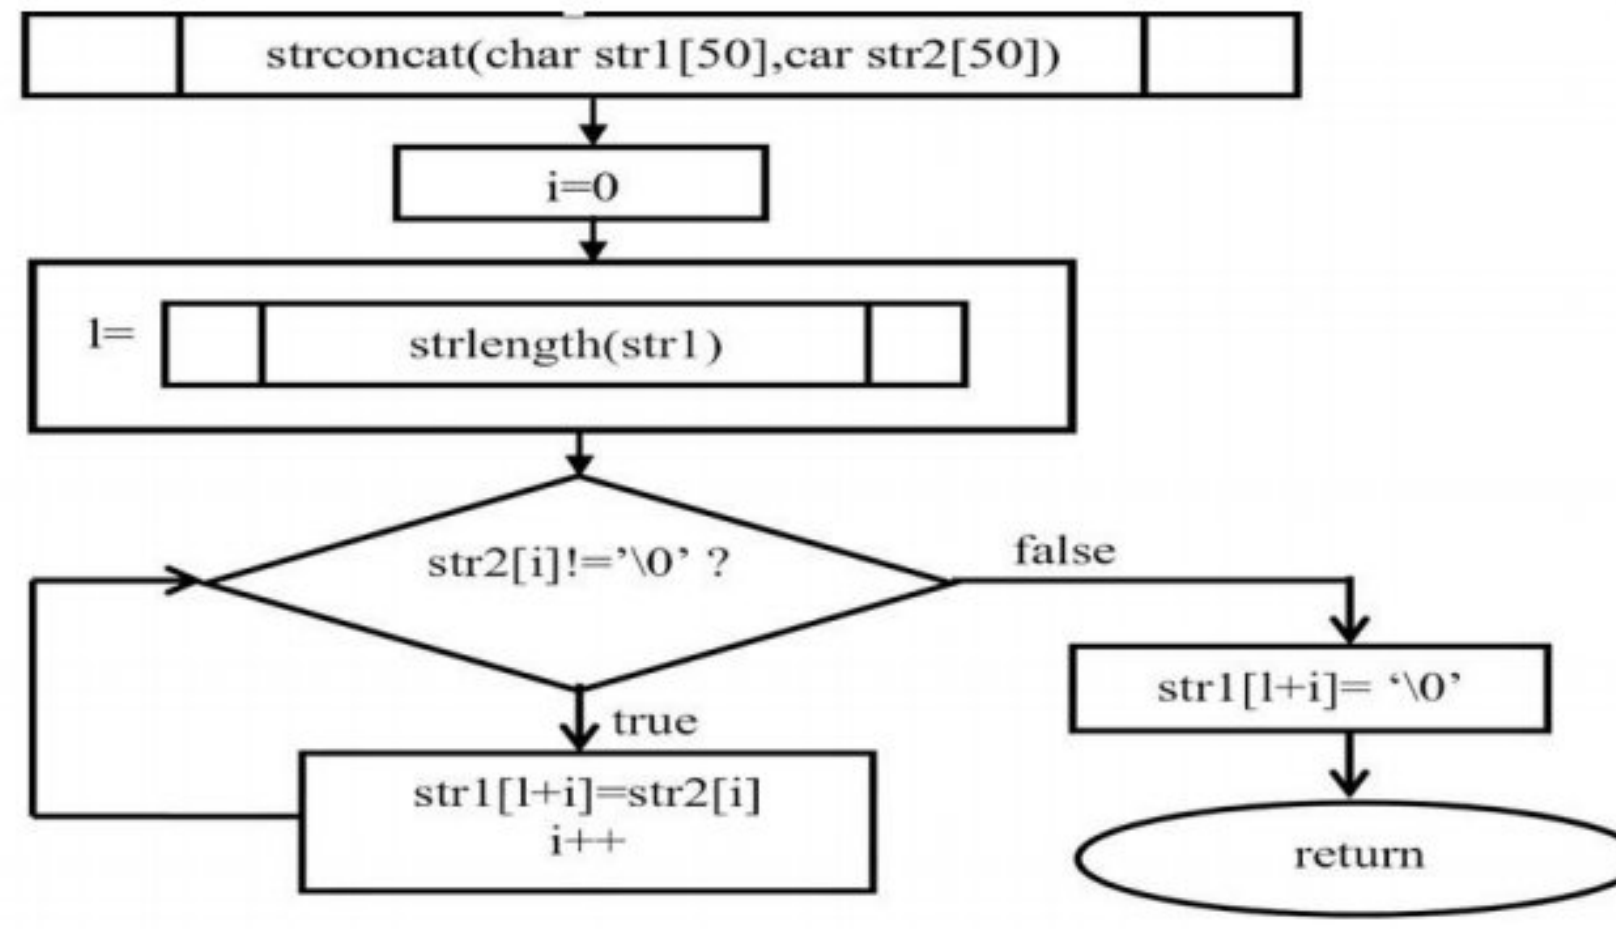 strconcat(char str1[50],car str2[50])
i=0
l=
strlength(str1)
str2[i]!=’\0’ ?
false
true
str1[l+i]= ‘\0’
str1[l+i]=str2[i]
i++
return